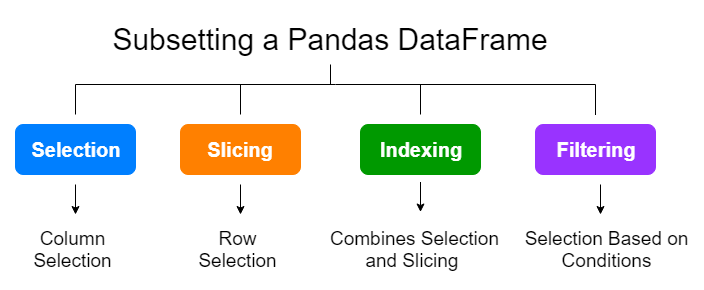 Subsetting a Pandas DataFrame
Selection
Slicing
Indexing
Filtering
Column
Selection
Row
Selection
Combines Selection
and Slicing
Selection Based on
Conditions